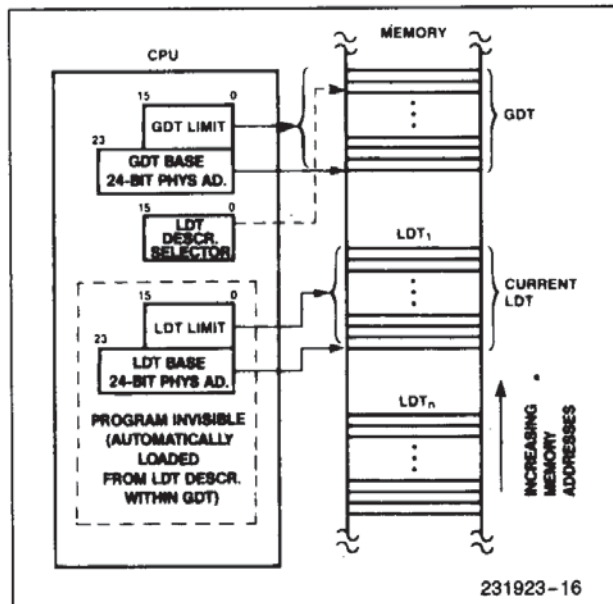 CPU
MEMORY
15 0
GDT LIMIT
23
GDT BASE
24-BIT PHYS AD.
15 0
LDT
DESCR.
SELECTOR
15 0
LDT LIMIT
23
LDT BASE
24-BIT PHYS AD.
PROGRAM INVISIBLE
(AUTOMATICALLY
LOADED
FROM LDT DESCR.
WITHIN GDT)
GDT
LDT₁
CURRENT
LDT
LDTₙ
INCREASING
MEMORY
ADDRESSES
231923-16